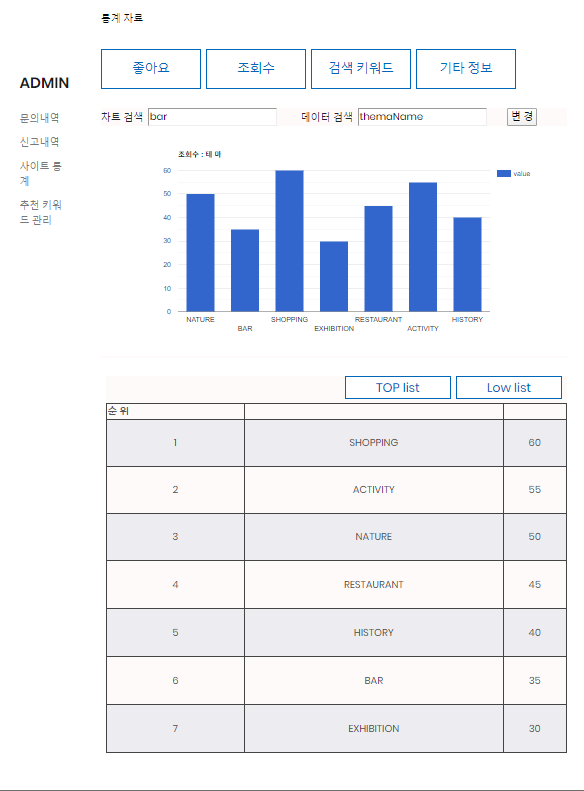 통계 자료
ADMIN
문의내역
신고내역
사이트 통
계
추천 키워
드 관리
좋아요 조회수 검색 키워드 기타 정보
차트 검색 bar 데이터 검색 themaName 변 경
조회수 : 테 마
value
60
50
40
30
20
10
0
NATURE BAR SHOPPING EXHIBITION RESTAURANT ACTIVITY HISTORY
TOP list Low list
순 위
1 SHOPPING 60
2 ACTIVITY 55
3 NATURE 50
4 RESTAURANT 45
5 HISTORY 40
6 BAR 35
7 EXHIBITION 30